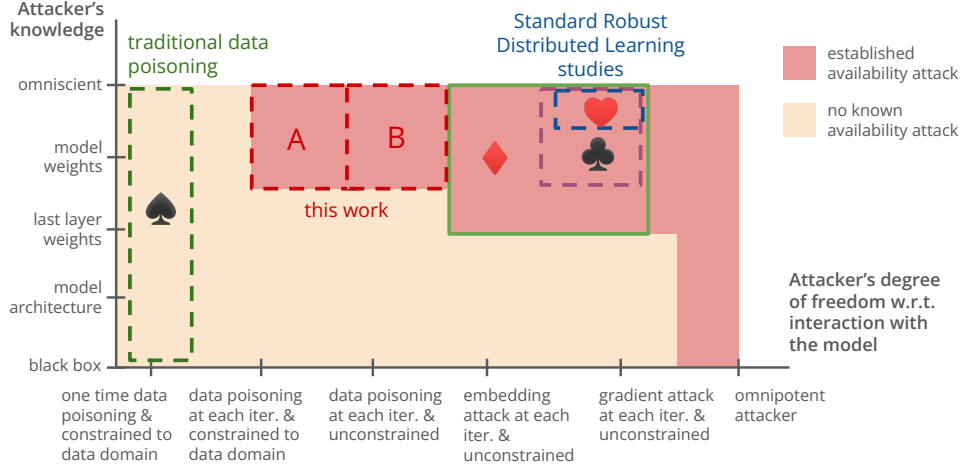 Attacker's
knowledge
traditional data
poisoning
Standard Robust
Distributed Learning
studies
established
availability attack
no known
availability attack
omniscient
model
weights
last layer
weights
model
architecture
black box
A
B
this work
Attacker's degree
of freedom w.r.t.
interaction with
the model
one time data
poisoning &
constrained to
data domain
data poisoning
at each iter. &
constrained to
data domain
data poisoning
at each iter. &
unconstrained
embedding
attack at each
iter. &
unconstrained
gradient attack
at each iter. &
unconstrained
omnipotent
attacker